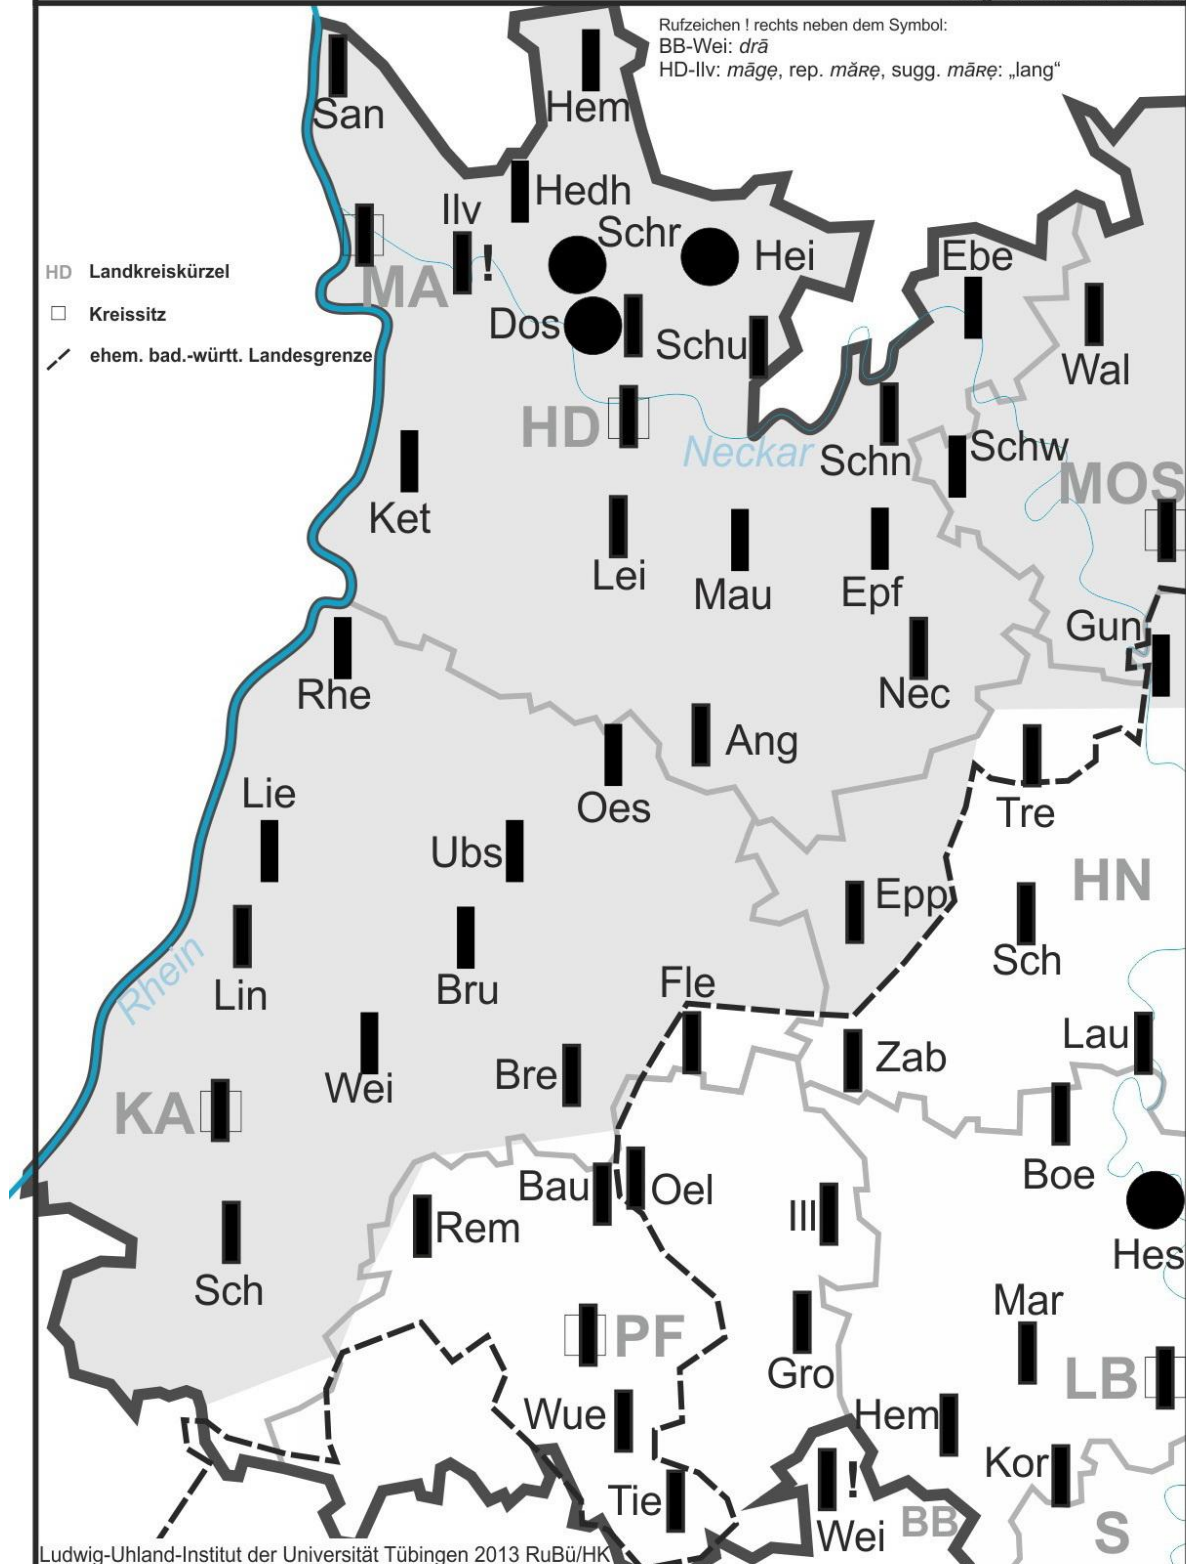 Rufzeichen ! rechts neben dem Symbol:
BB-Wei: drā
HD-Ilv: māgę, rep. măʀę, sugg. māʀę: „lang“
San
Hem
Hedh
Ilv
!
Schr
Hei
Ebe
HD Landkreiskürzel
MA
Kreissitz
Dos
Schu
ehem. bad.-württ. Landesgrenze
Wal
HD
Neckar
Schn
Schw
MOS
Ket
Lei
Mau
Epf
Gun
Rhe
Nec
Ang
Lie
Oes
Tre
Ubs
HN
Epp
Sch
Rhein
Lin
Bru
Fle
Lau
Zab
Wei
Bre
KA
Boe
Bau
Oel
Rem
Ill
Hes
Sch
Mar
PF
Gro
LB
Wue
Hem
Kor
Tie
!
Wei
BB
S
Ludwig-Uhland-Institut der Universität Tübingen 2013 RuBü/HK